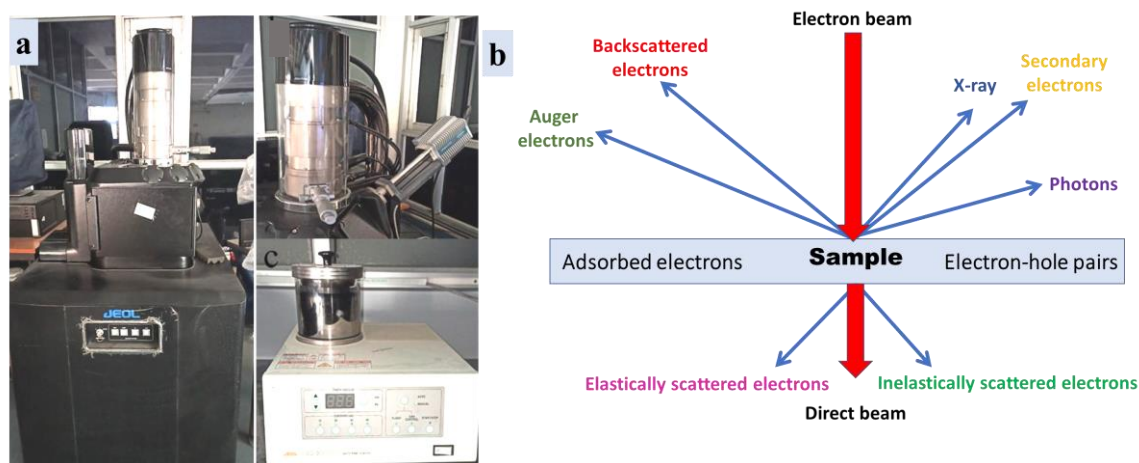 a
JEOL
c
b
Electron beam
Backscattered
electrons
Auger
electrons
X-ray
Secondary
electrons
Photons
Adsorbed electrons
Sample
Electron-hole pairs
Elastically scattered electrons
Inelastically scattered electrons
Direct beam